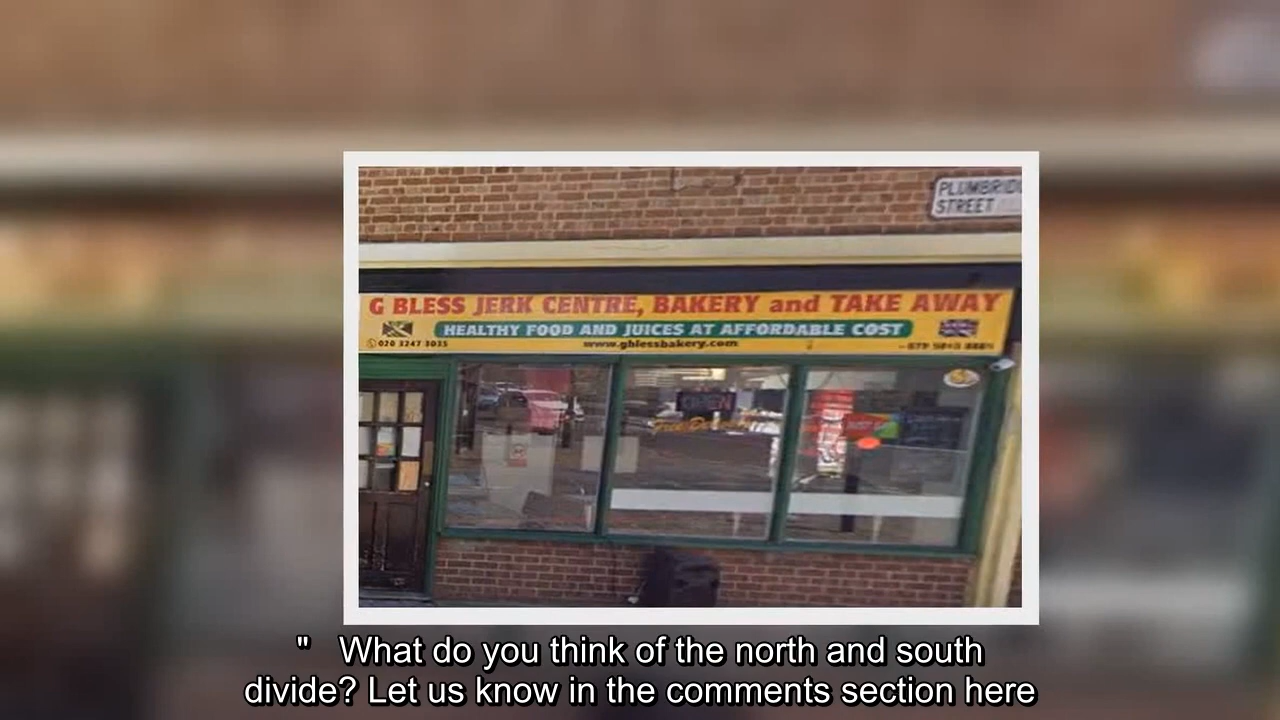 PLUMBRIDG
STREET
G BLESS JERK CENTRE, BAKERY and TAKE AWAY
HEALTHY FOOD AND JUICES AT AFFORDABLE COST
020 3247 3035
www.gblessbakery.com
OPEN
" What do you think of the north and south
divide? Let us know in the comments section here